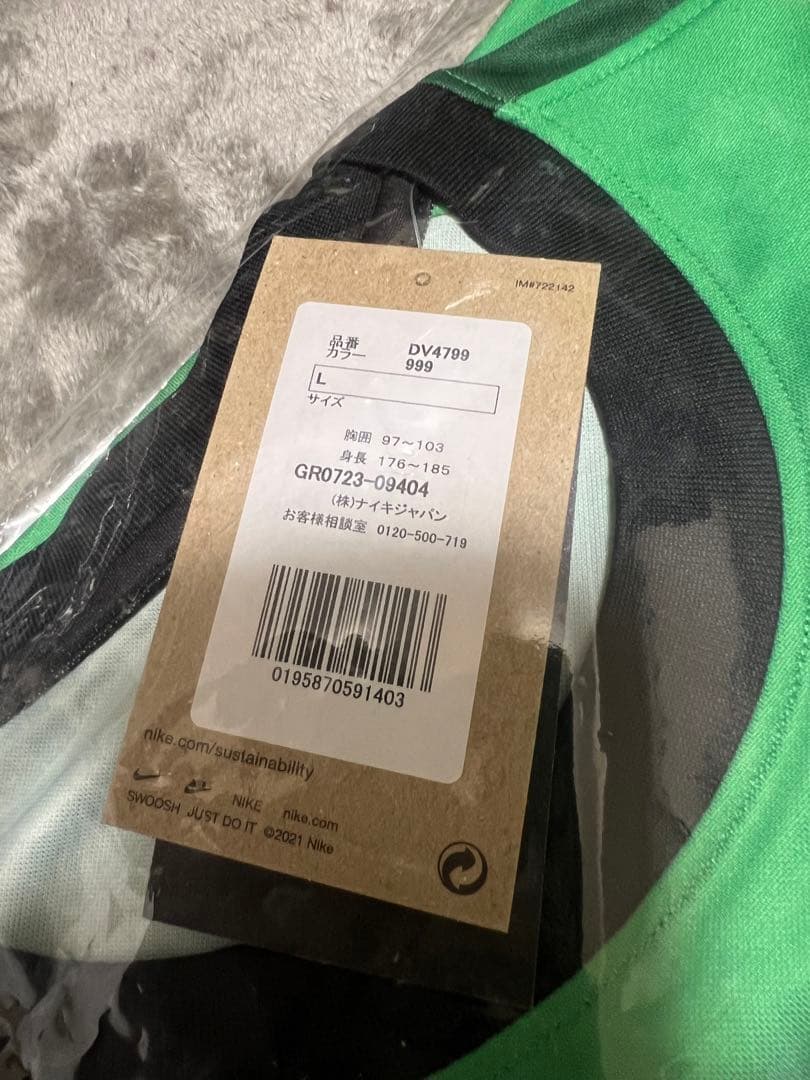 IM#722142
品番 DV4799
カラー 999
L
サイズ
胸囲 97~103
身長 176~185
GR0723-09404
(株)ナイキジャパン
お客様相談室 0120-500-719
0195870591403
nike.com/sustainability
NIKE nike.com
SWOOSH JUST DO IT ©2021 Nike